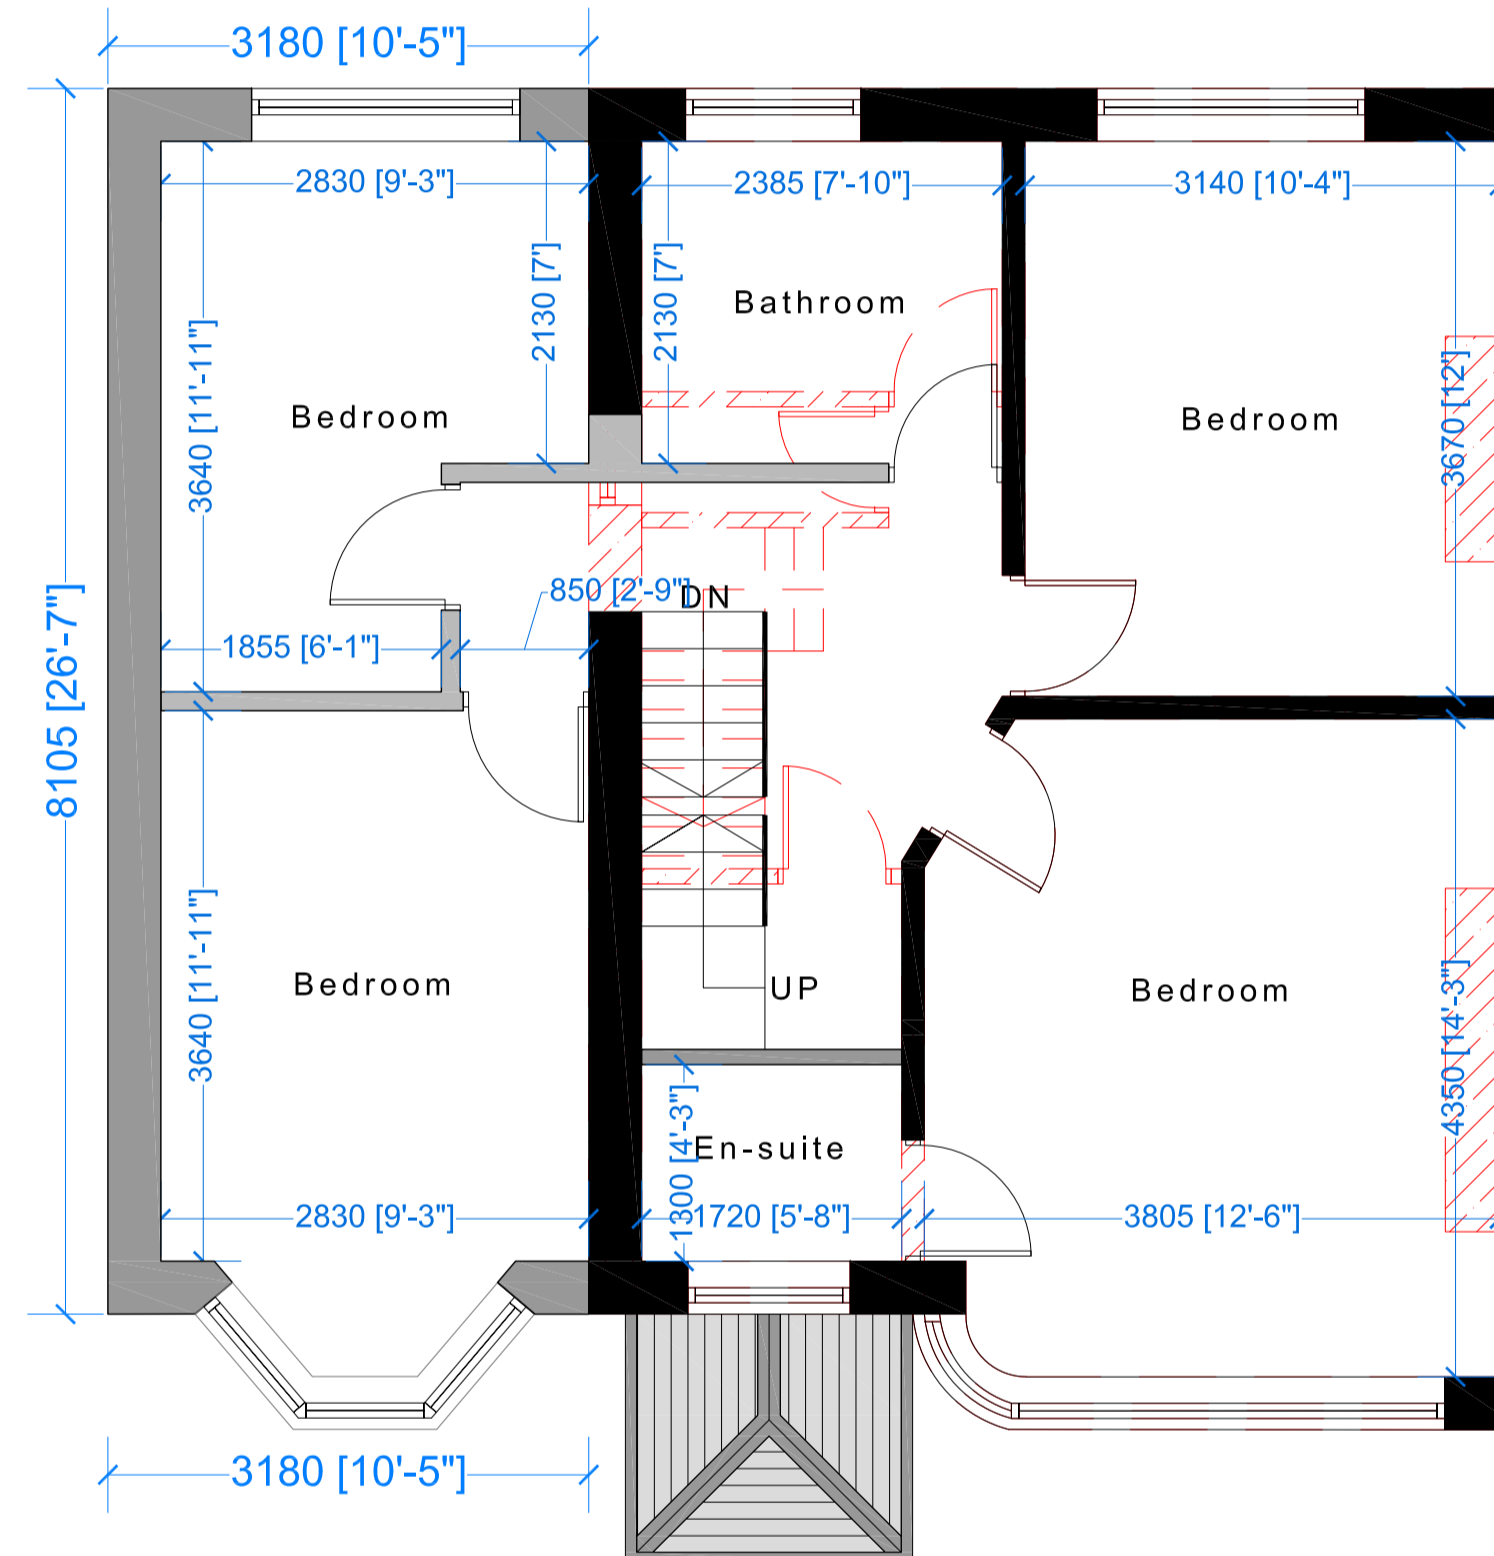 3180 [10'-5"]
2830 [9'-3"]
2385 [7'-10"]
3140 [10'-4"]
2130 [7']
2130 [7']
Bathroom
3640 [11'-11"]
Bedroom
Bedroom
3670 [12']
850 [2'-9"]
DN
1855 [6'-1"]
8105 [26'-7"]
3640 [11'-11"]
Bedroom
UP
Bedroom
4350 [14'-3"]
1300 [4'-3"]
En-suite
2830 [9'-3"]
1720 [5'-8"]
3805 [12'-6"]
3180 [10'-5"]